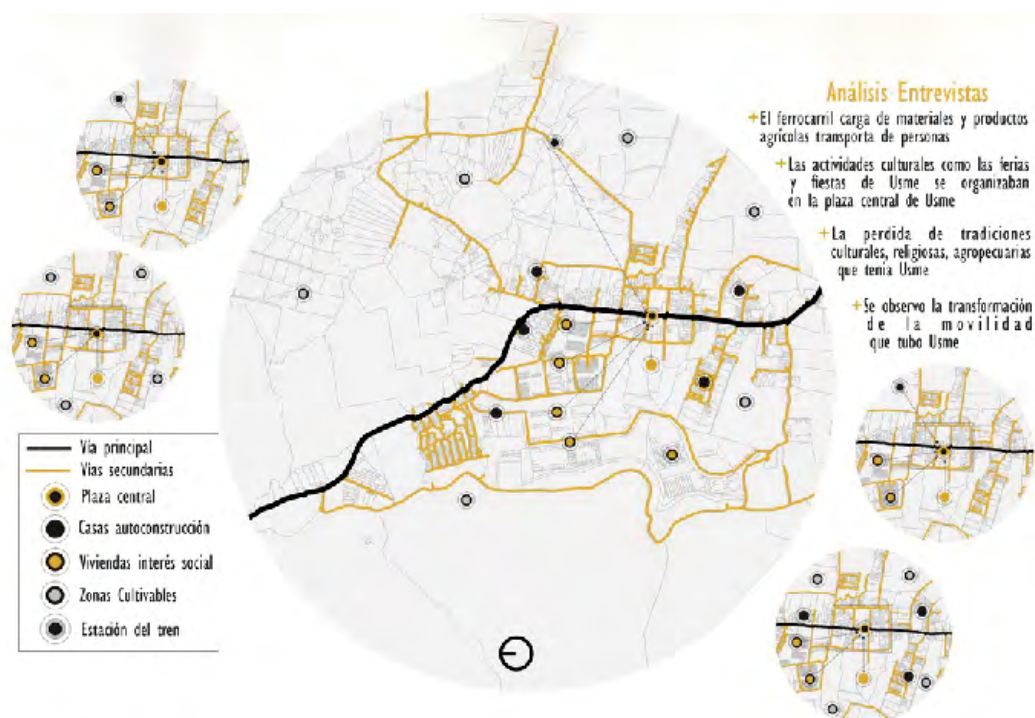 Análisis Entrevistas
+El ferrocarril carga de materiales y productos
agrícolas transporta de personas
+Las actividades culturales como las ferias
y fiestas de Usme se organizaban
en la plaza central de Usme
+La perdida de tradiciones
culturales, religiosas, agropecuarias
que tenia Usme
+Se observo la transformación
de la movilidad
que tubo Usme
Vía principal
Vías secundarias
Plaza central
Casas autoconstrucción
Viviendas interés social
Zonas Cultivables
Estación del tren